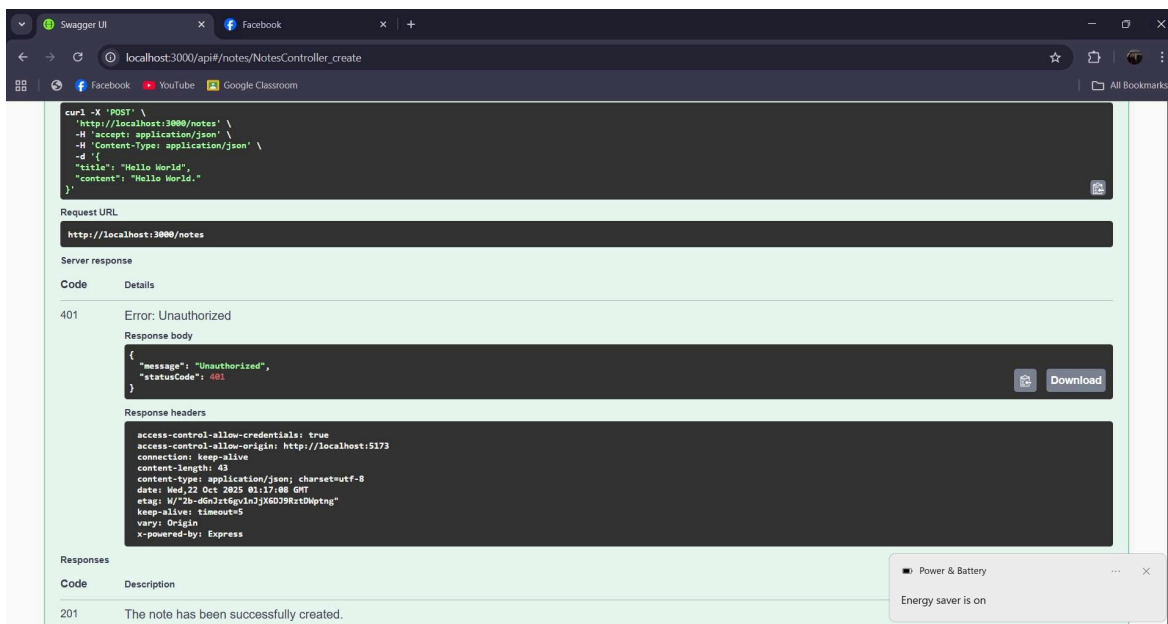 Swagger UI
Facebook
localhost:3000/api#/notes/NotesController_create
Facebook
YouTube
Google Classroom
All Bookmarks
curl -X 'POST' \
'http://localhost:3000/notes' \
-H 'accept: application/json' \
-H 'Content-Type: application/json' \
-d '{
"title": "Hello World",
"content": "Hello World."
}'
Request URL
http://localhost:3000/notes
Server response
Code Details
401 Error: Unauthorized
Response body
{
"message": "Unauthorized",
"statusCode": 401
}
Download
Response headers
access-control-allow-credentials: true
access-control-allow-origin: http://localhost:5173
connection: keep-alive
content-length: 43
content-type: application/json; charset=utf-8
date: Wed,22 Oct 2025 01:17:08 GMT
etag: W/"2b-dGnJzt6gv1nJjX6DJ9RztDWptng"
keep-alive: timeout=5
vary: Origin
x-powered-by: Express
Responses
Code Description
201 The note has been successfully created.
Power & Battery
Energy saver is on